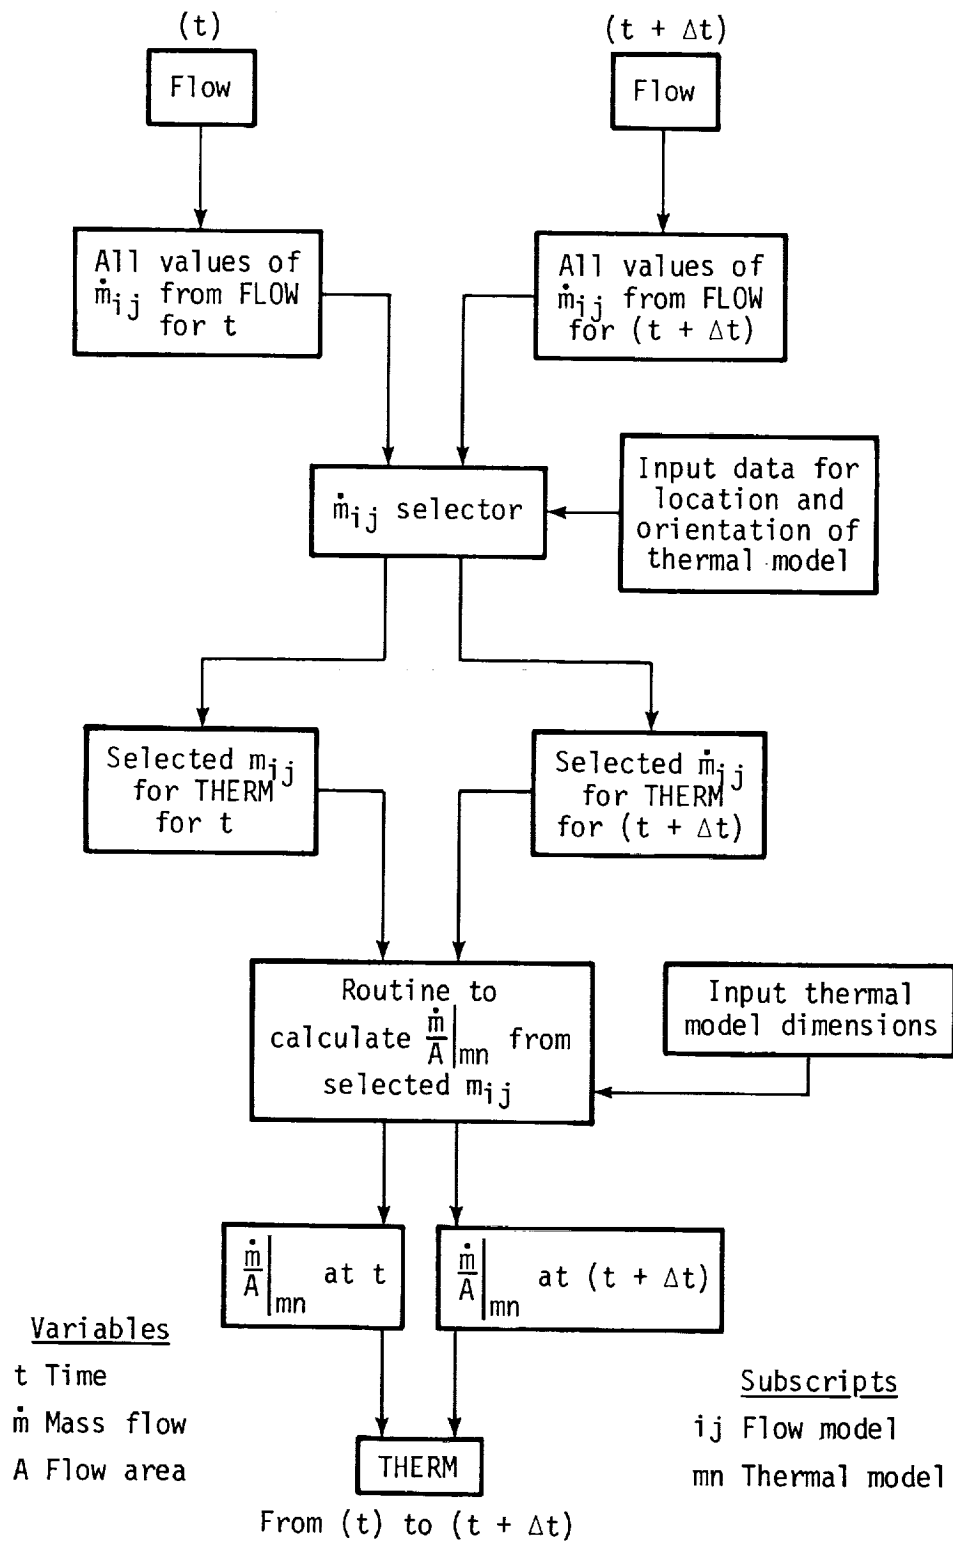 (t)
Flow
(t + Δt)
Flow
All values of
ṁij from FLOW
for t
All values of
ṁij from FLOW
for (t + Δt)
ṁij selector
Input data for
location and
orientation of
thermal model
Selected mij
for THERM
for t
Selected ṁij
for THERM
for (t + Δt)
Routine to
calculate ṁ/A|mn from
selected mij
Input thermal
model dimensions
ṁ/A|mn at t
ṁ/A|mn at (t + Δt)
Variables
t Time
ṁ Mass flow
A Flow area
Subscripts
ij Flow model
mn Thermal model
THERM
From (t) to (t + Δt)